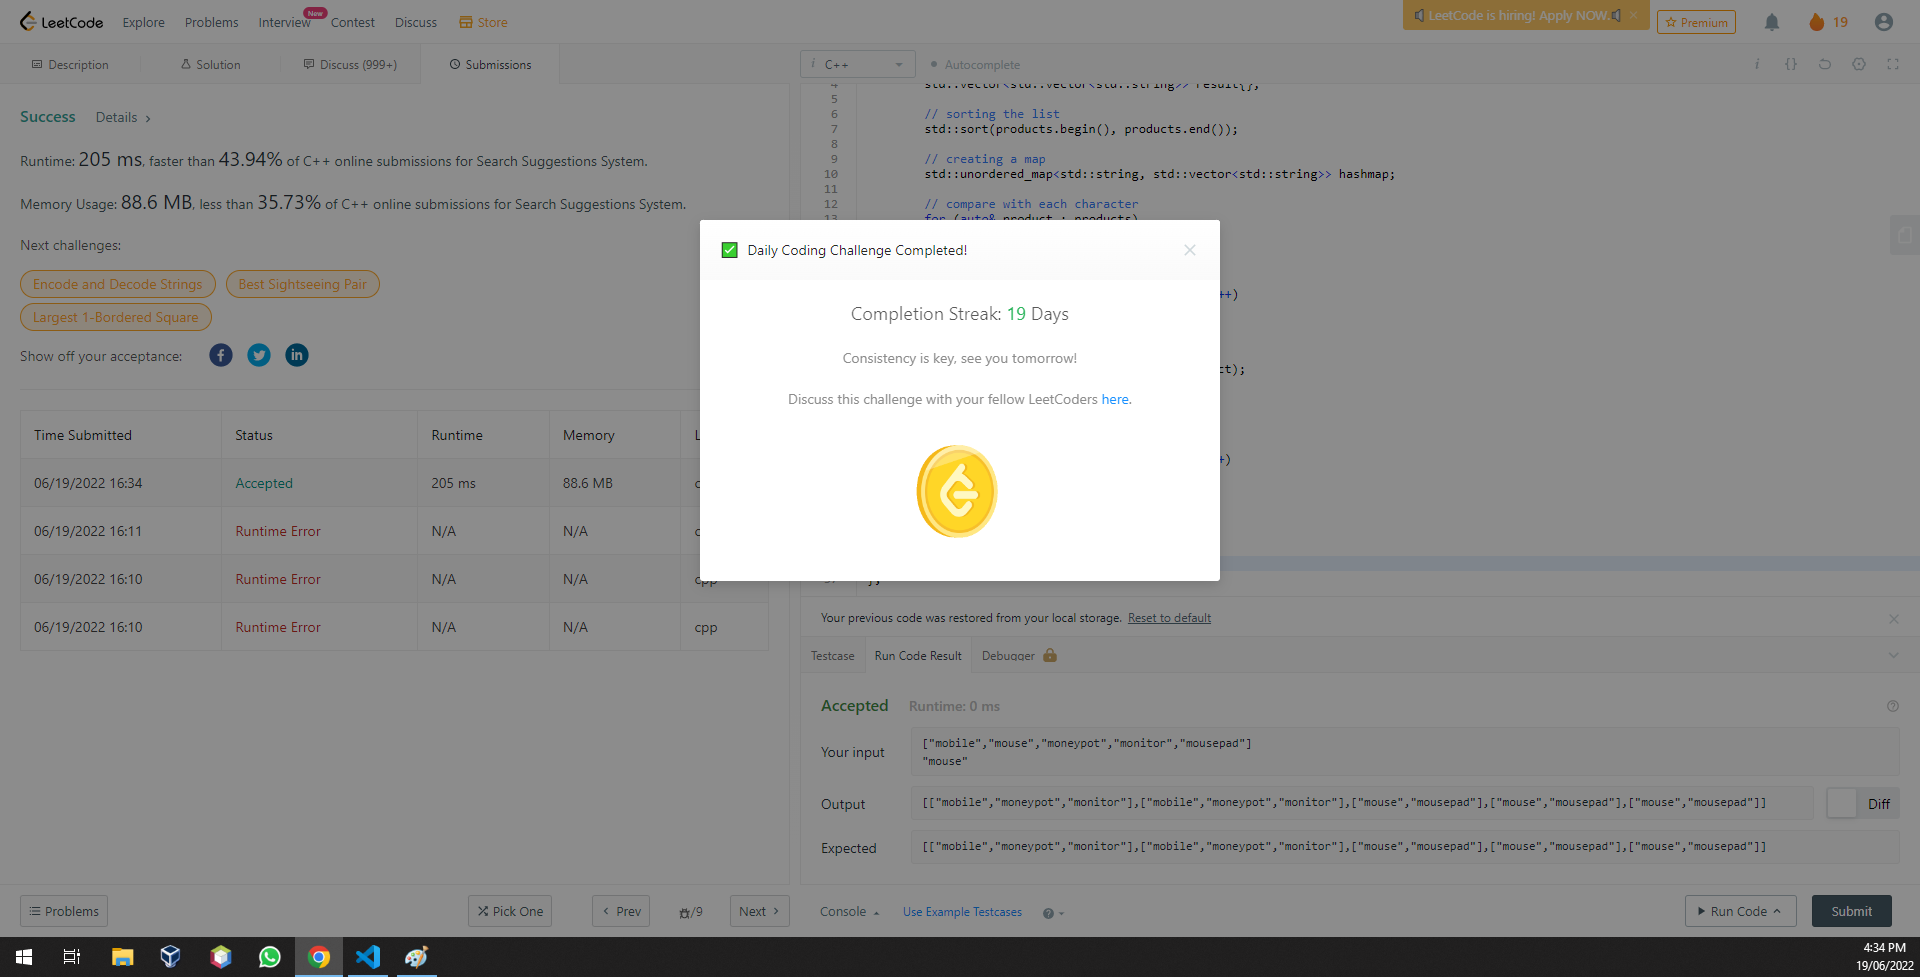 LeetCode
Explore
Problems
Interview
New
Contest
Discuss
Store
LeetCode is hiring! Apply NOW.
Premium
19
Description
Solution
Discuss (999+)
Submissions
i C++
Autocomplete
Success Details >
Runtime: 205 ms, faster than 43.94% of C++ online submissions for Search Suggestions System.
Memory Usage: 88.6 MB, less than 35.73% of C++ online submissions for Search Suggestions System.
Next challenges:
Encode and Decode Strings
Best Sightseeing Pair
Largest 1-Bordered Square
Show off your acceptance:
Time Submitted Status Runtime Memory L
06/19/2022 16:34 Accepted 205 ms 88.6 MB c
06/19/2022 16:11 Runtime Error N/A N/A c
06/19/2022 16:10 Runtime Error N/A N/A cpp
06/19/2022 16:10 Runtime Error N/A N/A cpp
4 std::vector<std::vector<std::string>> result{};
5
6 // sorting the list
7 std::sort(products.begin(), products.end());
8
9 // creating a map
10 std::unordered_map<std::string, std::vector<std::string>> hashmap;
11
12 // compare with each character
13 for (auto& product : products)
++)
ct);
+)
};
Daily Coding Challenge Completed!
Completion Streak: 19 Days
Consistency is key, see you tomorrow!
Discuss this challenge with your fellow LeetCoders here.
Your previous code was restored from your local storage. Reset to default
Testcase
Run Code Result
Debugger
Accepted Runtime: 0 ms
Your input
["mobile","mouse","moneypot","monitor","mousepad"]
"mouse"
Output
[["mobile","moneypot","monitor"],["mobile","moneypot","monitor"],["mouse","mousepad"],["mouse","mousepad"],["mouse","mousepad"]]
Diff
Expected
[["mobile","moneypot","monitor"],["mobile","moneypot","monitor"],["mouse","mousepad"],["mouse","mousepad"],["mouse","mousepad"]]
Problems
Pick One
Prev
/9
Next
Console
Use Example Testcases
Run Code
Submit
4:34 PM
19/06/2022